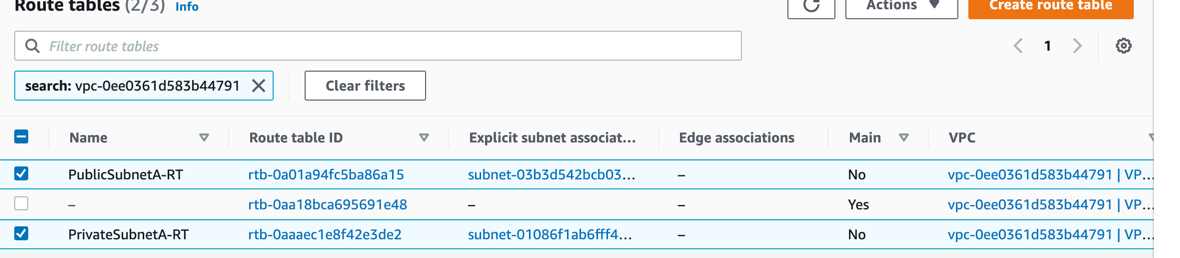 Route tables (2/3) Info
Actions
Create route table
Filter route tables
1
search: vpc-0ee0361d583b44791
Clear filters
Name Route table ID Explicit subnet associat... Edge associations Main VPC
PublicSubnetA-RT rtb-0a01a94fc5ba86a15 subnet-03b3d542bcb03... – No vpc-0ee0361d583b44791 | VP...
– rtb-0aa18bca695691e48 – – Yes vpc-0ee0361d583b44791 | VP...
PrivateSubnetA-RT rtb-0aaaec1e8f42e3de2 subnet-01086f1ab6fff4... – No vpc-0ee0361d583b44791 | VP...